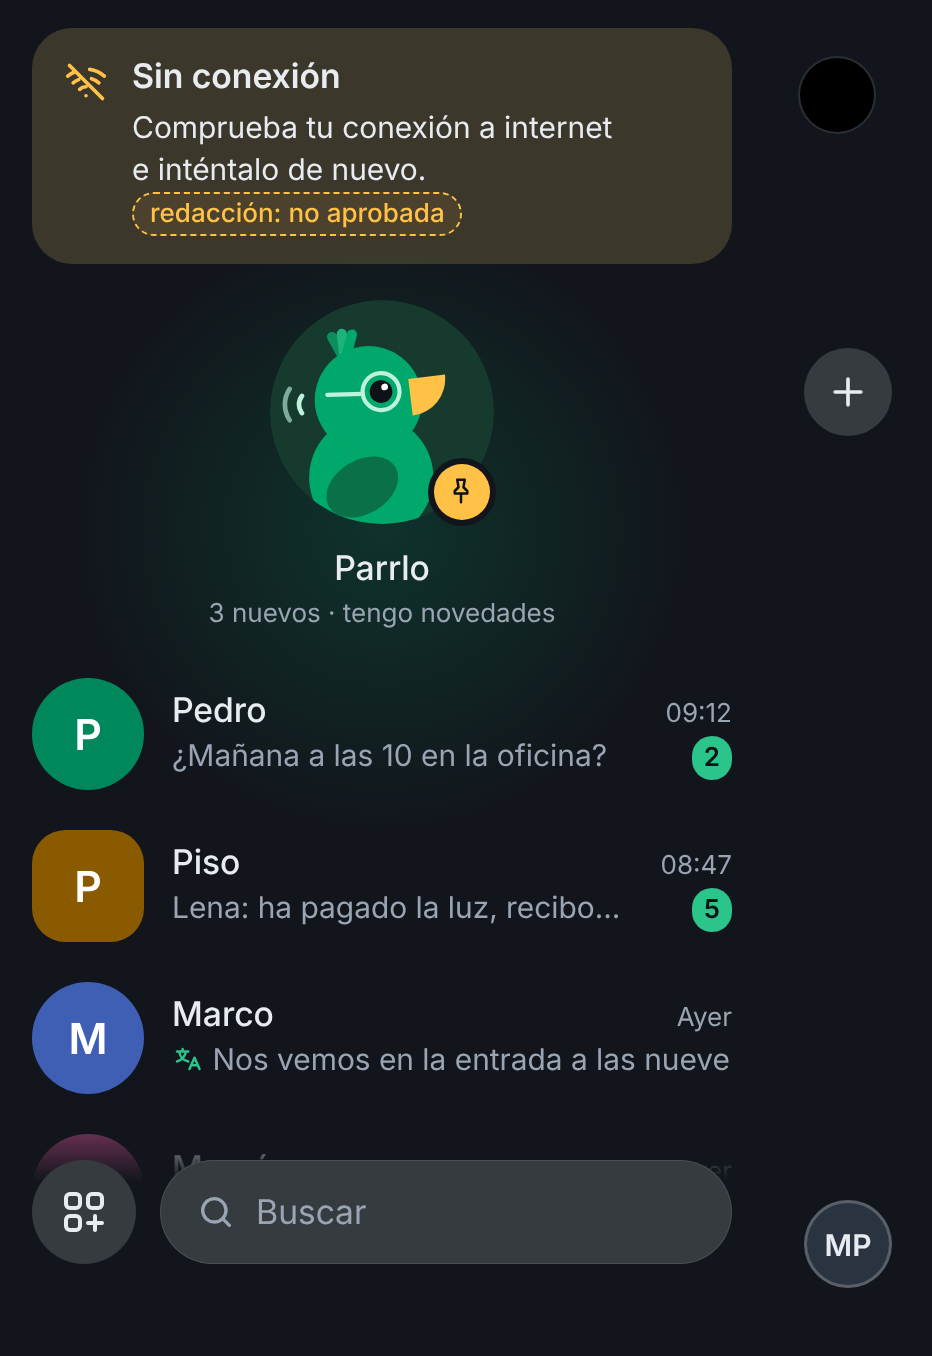 Sin conexión
Comprueba tu conexión a internet
e inténtalo de nuevo.
redacción: no aprobada
Parrlo
3 nuevos · tengo novedades
P
Pedro
09:12
¿Mañana a las 10 en la oficina?
2
P
Piso
08:47
Lena: ha pagado la luz, recibo...
5
M
Marco
Ayer
Nos vemos en la entrada a las nueve
Buscar
MP